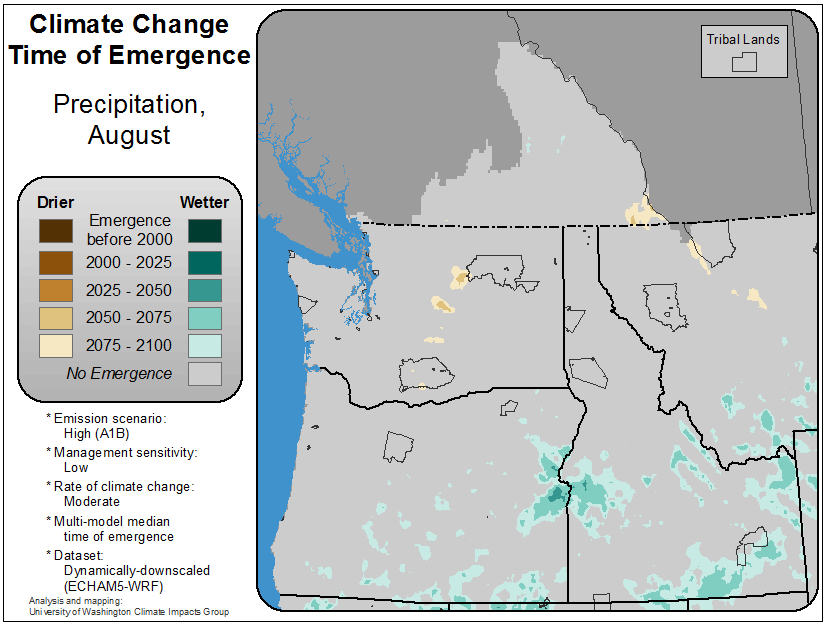 Climate Change
Time of Emergence
Precipitation,
August
Drier
Wetter
Emergence
before 2000
2000 - 2025
2025 - 2050
2050 - 2075
2075 - 2100
No Emergence
* Emission scenario:
High (A1B)
* Management sensitivity:
Low
* Rate of climate change:
Moderate
* Multi-model median
time of emergence
* Dataset:
Dynamically-downscaled
(ECHAM5-WRF)
Analysis and mapping:
University of Washington Climate Impacts Group
Tribal Lands